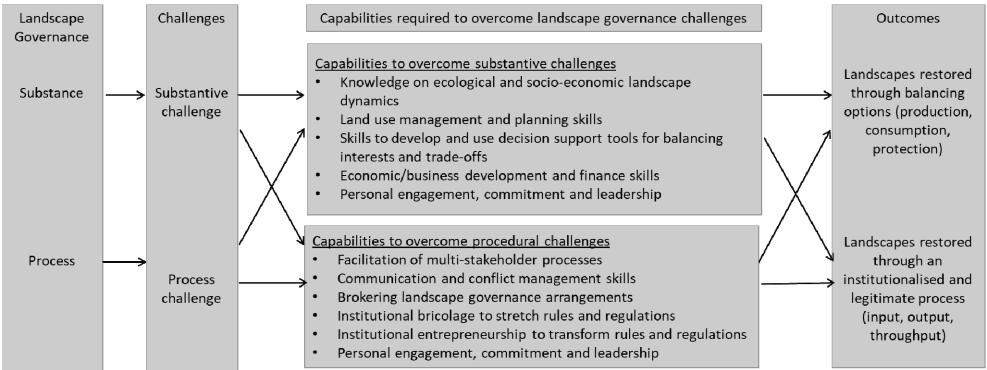 Landscape
Governance
Substance
Process
Challenges
Substantive
challenge
Process
challenge
Capabilities required to overcome landscape governance challenges
Capabilities to overcome substantive challenges
• Knowledge on ecological and socio-economic landscape
dynamics
• Land use management and planning skills
• Skills to develop and use decision support tools for balancing
interests and trade-offs
• Economic/business development and finance skills
• Personal engagement, commitment and leadership
Capabilities to overcome procedural challenges
• Facilitation of multi-stakeholder processes
• Communication and conflict management skills
• Brokering landscape governance arrangements
• Institutional bricolage to stretch rules and regulations
• Institutional entrepreneurship to transform rules and regulations
• Personal engagement, commitment and leadership
Outcomes
Landscapes restored
through balancing
options (production,
consumption,
protection)
Landscapes restored
through an
institutionalised and
legitimate process
(input, output,
throughput)